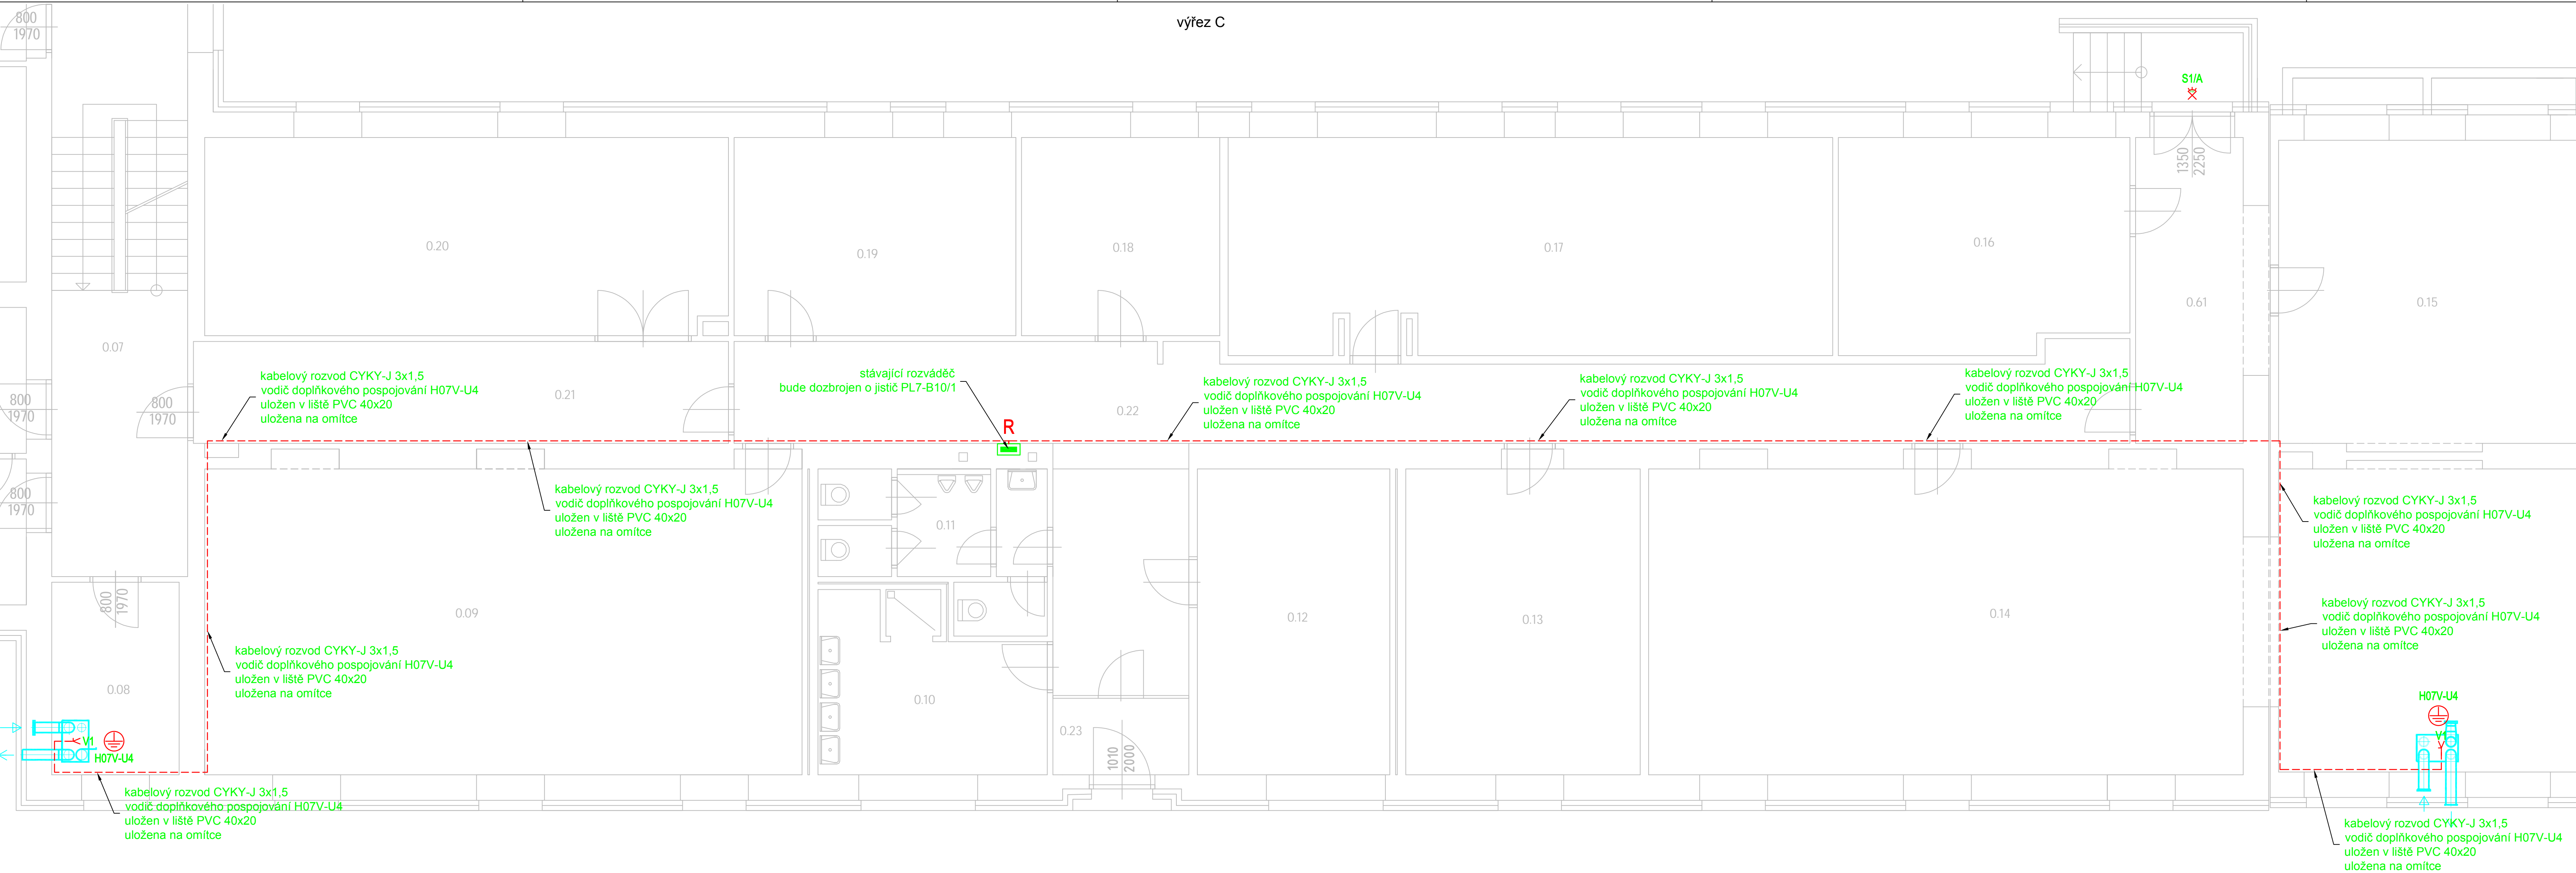 výřez C
800
1970
S1/A
1350
2250
0.20
0.19
0.18
0.17
0.16
0.61
0.15
0.07
kabelový rozvod CYKY-J 3x1,5
vodič doplňkového pospojování H07V-U4
uložen v liště PVC 40x20
uložena na omítce
stávající rozváděč
bude dozbrojen o jistič PL7-B10/1
kabelový rozvod CYKY-J 3x1,5
vodič doplňkového pospojování H07V-U4
uložen v liště PVC 40x20
uložena na omítce
kabelový rozvod CYKY-J 3x1,5
vodič doplňkového pospojování H07V-U4
uložen v liště PVC 40x20
uložena na omítce
kabelový rozvod CYKY-J 3x1,5
vodič doplňkového pospojování H07V-U4
uložen v liště PVC 40x20
uložena na omítce
800
1970
800
1970
0.21
0.22
R
800
1970
kabelový rozvod CYKY-J 3x1,5
vodič doplňkového pospojování H07V-U4
uložen v liště PVC 40x20
uložena na omítce
0.11
kabelový rozvod CYKY-J 3x1,5
vodič doplňkového pospojování H07V-U4
uložen v liště PVC 40x20
uložena na omítce
800
1970
0.09
0.12
0.13
0.14
kabelový rozvod CYKY-J 3x1,5
vodič doplňkového pospojování H07V-U4
uložen v liště PVC 40x20
uložena na omítce
kabelový rozvod CYKY-J 3x1,5
vodič doplňkového pospojování H07V-U4
uložen v liště PVC 40x20
uložena na omítce
0.08
0.10
0.23
H07V-U4
V1
V1
H07V-U4
1010
2000
kabelový rozvod CYKY-J 3x1,5
vodič doplňkového pospojování H07V-U4
uložen v liště PVC 40x20
uložena na omítce
kabelový rozvod CYKY-J 3x1,5
vodič doplňkového pospojování H07V-U4
uložen v liště PVC 40x20
uložena na omítce